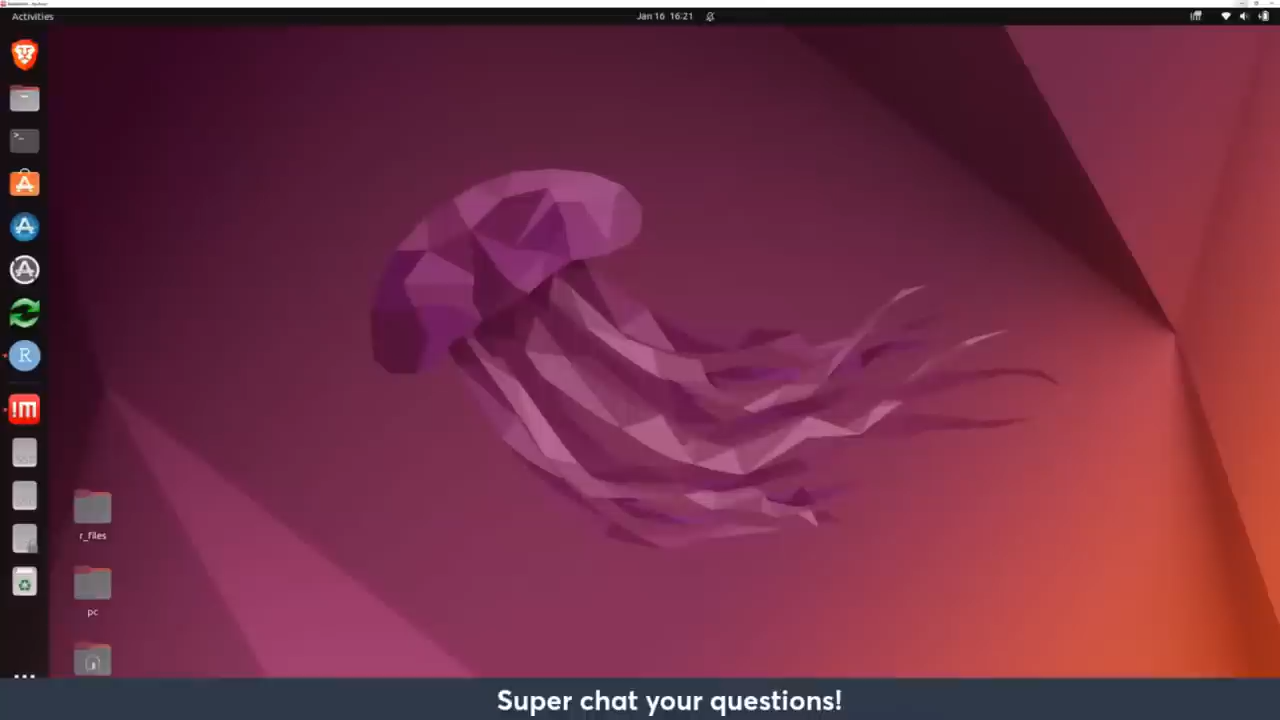 Activities
Jan 16 16:21
>_
R
!M
r_files
pc
Super chat your questions!